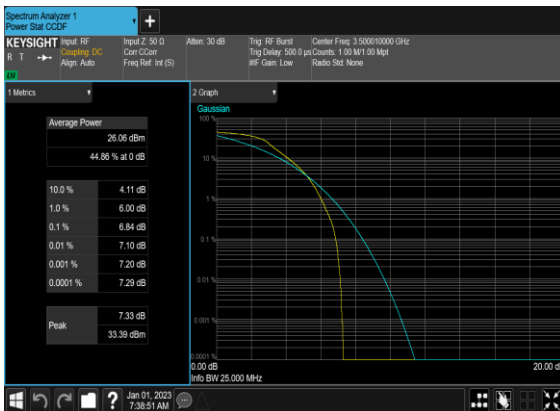 Spectrum Analyzer 1
Power Stat CCDF
+
KEYSIGHT
R T
LV
Input: RF
Coupling: DC
Align: Auto
Input Z: 50 Ω
Corr CCorr
Freq Ref: Int (S)
Atten: 30 dB
Trig: RF Burst
Trig Delay: 500.0 µs
#IF Gain: Low
Center Freq: 3.500010000 GHz
Counts: 1.00 M/1.00 Mpt
Radio Std: None
1 Metrics
Average Power
26.06 dBm
44.86 % at 0 dB
10.0 % 4.11 dB
1.0 % 6.00 dB
0.1 % 6.84 dB
0.01 % 7.10 dB
0.001 % 7.20 dB
0.0001 % 7.29 dB
Peak
7.33 dB
33.39 dBm
2 Graph
Gaussian
100 %
10 %
1 %
0.1 %
0.01 %
0.001 %
0.0001 %
0.00 dB
20.00 dB
Info BW 25.000 MHz
?
Jan 01, 2023
7:38:51 AM